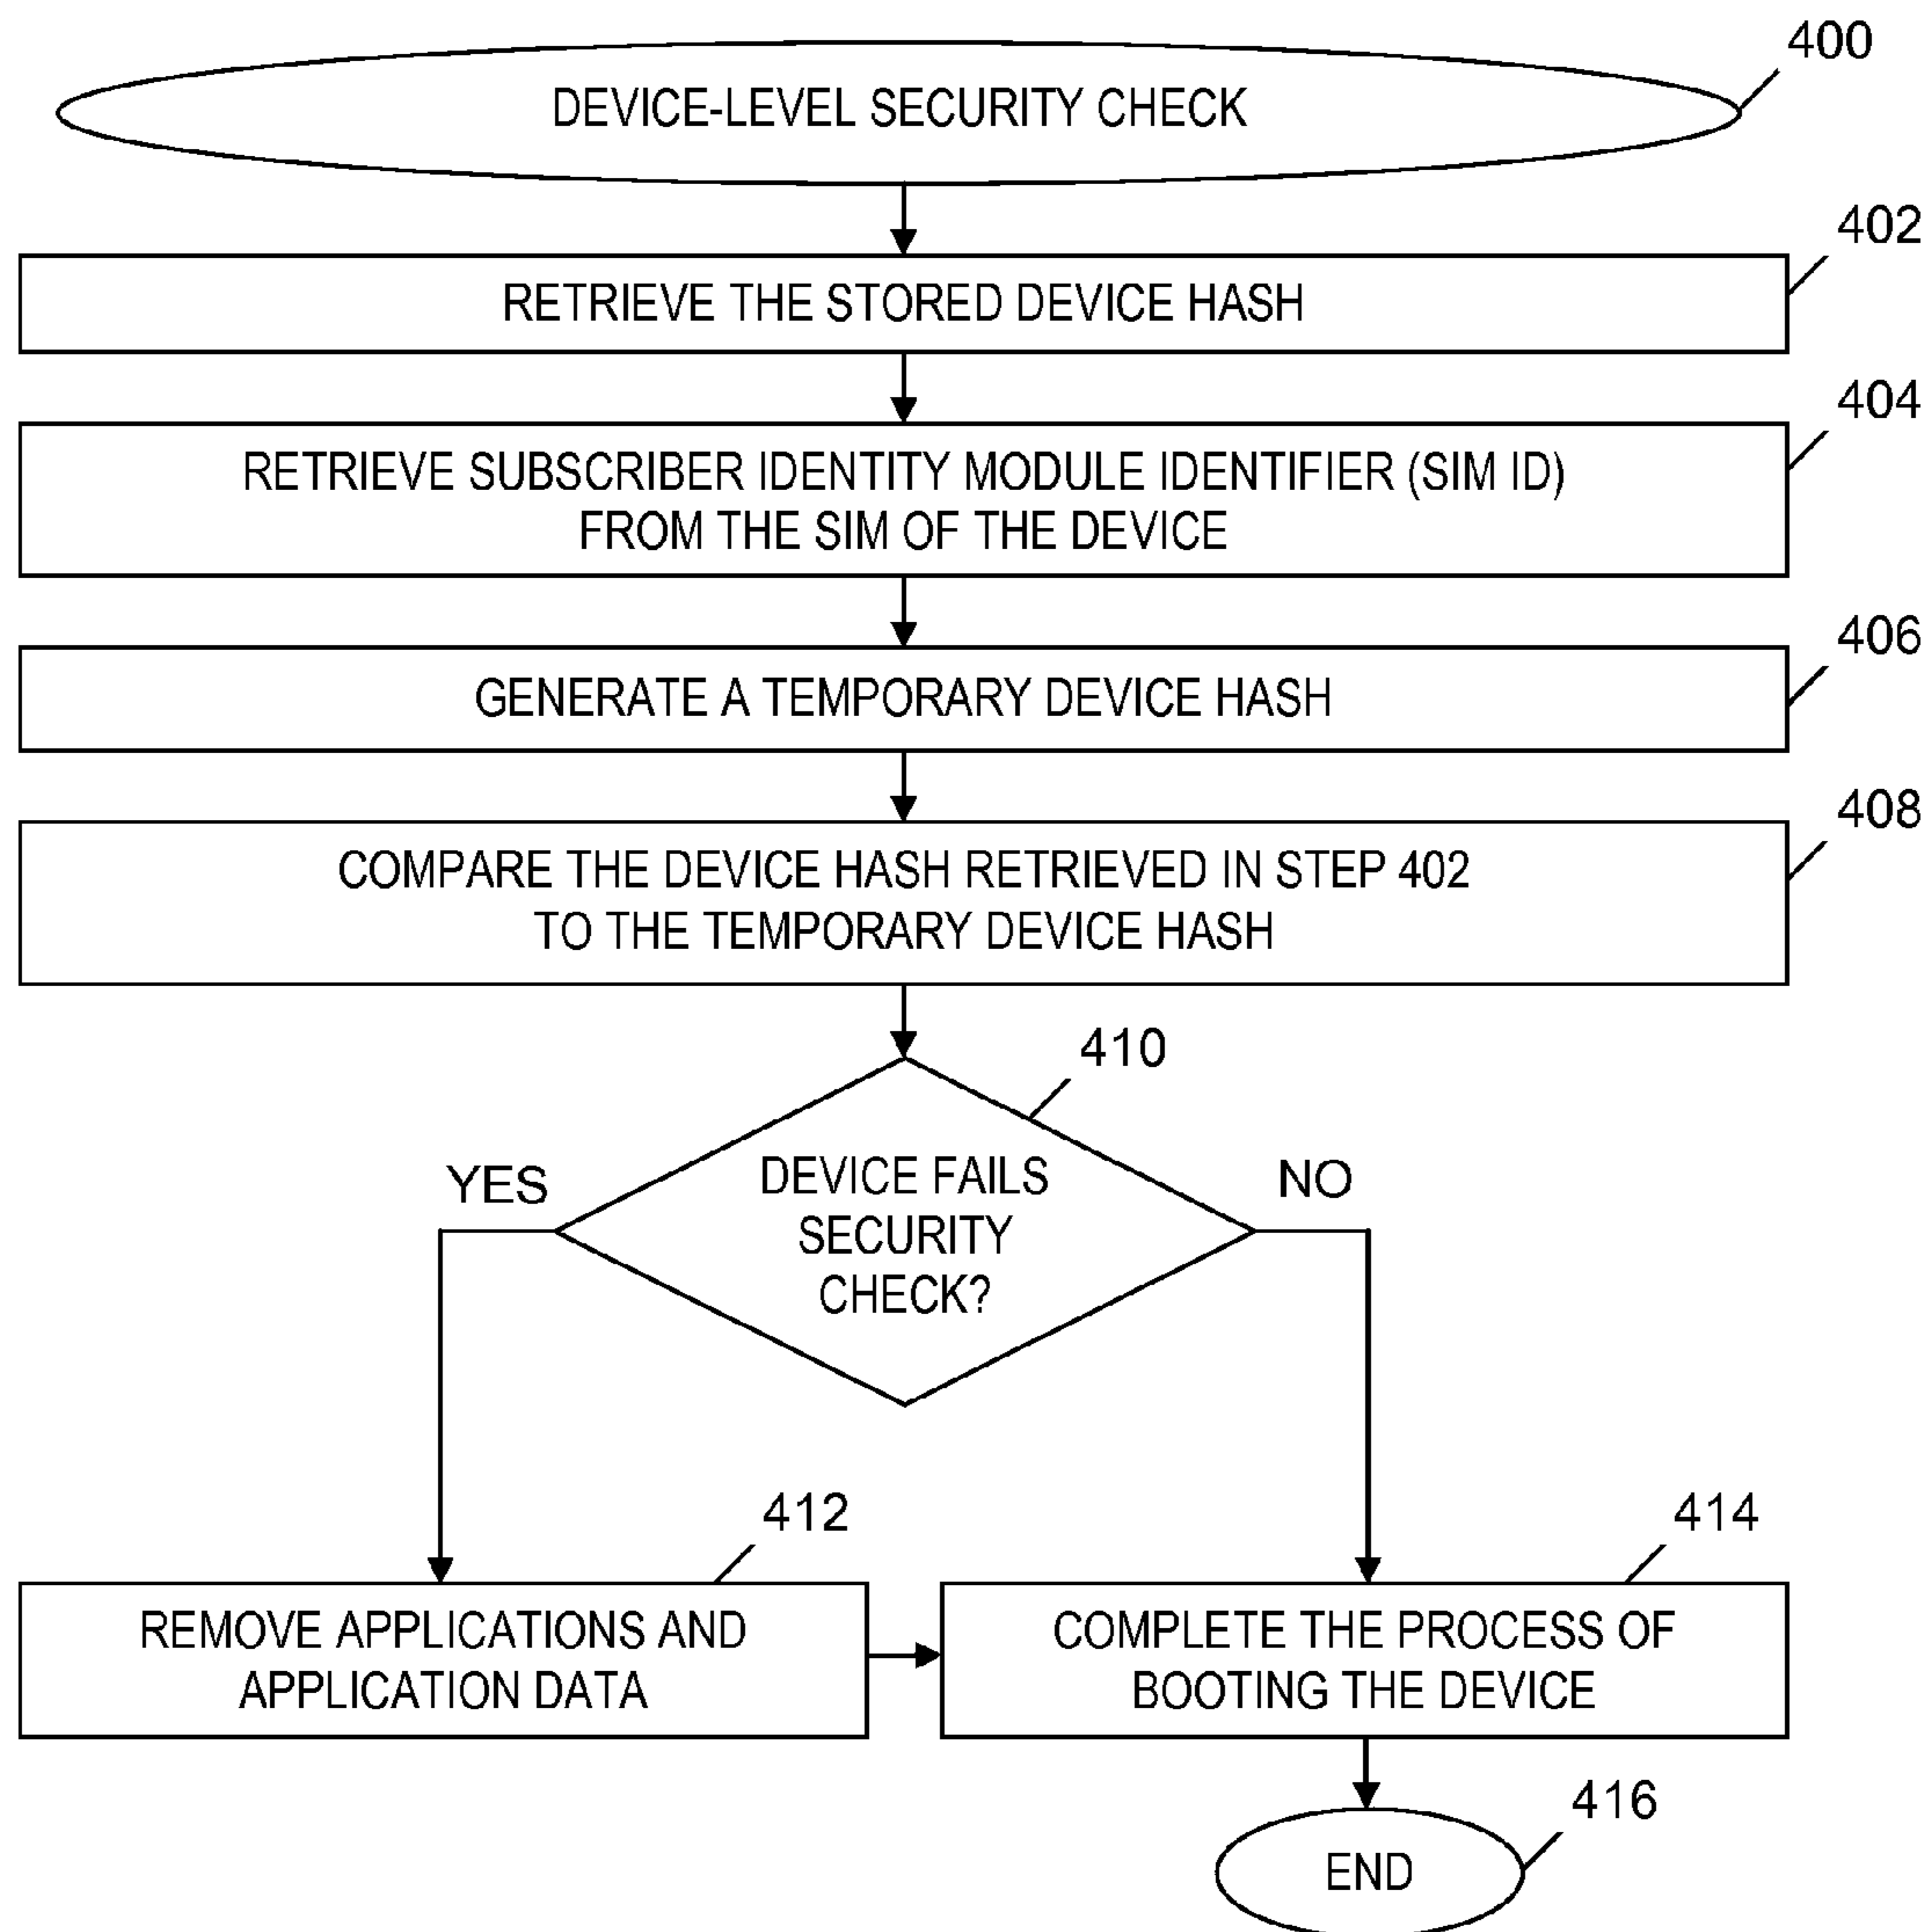 400
DEVICE-LEVEL SECURITY CHECK
402
RETRIEVE THE STORED DEVICE HASH
404
RETRIEVE SUBSCRIBER IDENTITY MODULE IDENTIFIER (SIM ID)
FROM THE SIM OF THE DEVICE
406
GENERATE A TEMPORARY DEVICE HASH
408
COMPARE THE DEVICE HASH RETRIEVED IN STEP 402
TO THE TEMPORARY DEVICE HASH
410
YES
DEVICE FAILS
SECURITY
CHECK?
NO
412
REMOVE APPLICATIONS AND
APPLICATION DATA
414
COMPLETE THE PROCESS OF
BOOTING THE DEVICE
416
END